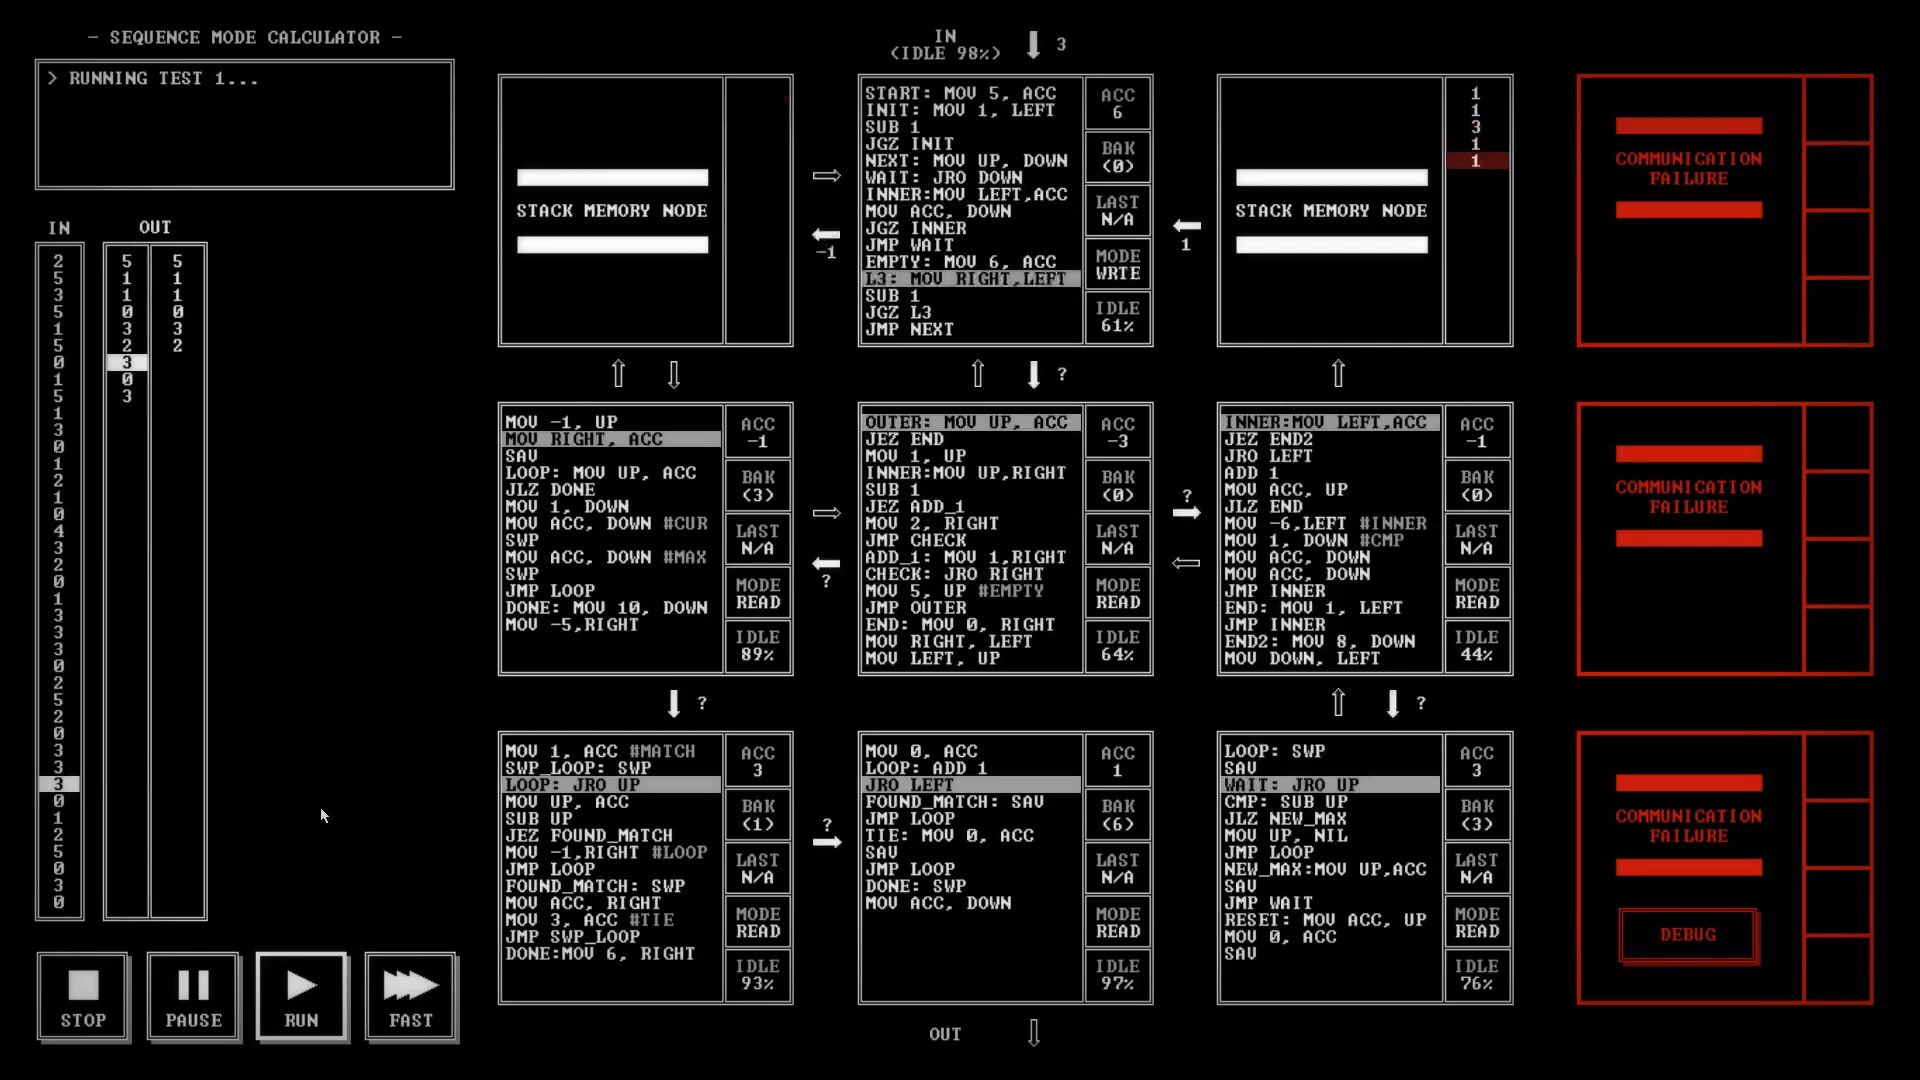 - SEQUENCE MODE CALCULATOR -
> RUNNING TEST 1...
IN
OUT
2
5
3
5
1
5
0
1
5
1
3
0
1
2
1
0
4
3
2
0
1
3
3
3
0
2
5
2
0
3
3
3
0
1
2
5
0
3
0
5
1
1
0
3
2
3
0
3
5
1
1
0
3
2
STOP
PAUSE
RUN
FAST
STACK MEMORY NODE
-1
IN
(IDLE 98%)
3
START: MOV 5, ACC
INIT: MOV 1, LEFT
SUB 1
JGZ INIT
NEXT: MOV UP, DOWN
WAIT: JRO DOWN
INNER:MOV LEFT,ACC
MOV ACC, DOWN
JGZ INNER
JMP WAIT
EMPTY: MOV 6, ACC
L3: MOV RIGHT,LEFT
SUB 1
JGZ L3
JMP NEXT
ACC
6
BAK
(0)
LAST
N/A
MODE
WRTE
IDLE
61%
1
STACK MEMORY NODE
1
1
3
1
1
COMMUNICATION
FAILURE
?
MOV -1, UP
MOV RIGHT, ACC
SAV
LOOP: MOV UP, ACC
JLZ DONE
MOV 1, DOWN
MOV ACC, DOWN #CUR
SWP
MOV ACC, DOWN #MAX
SWP
JMP LOOP
DONE: MOV 10, DOWN
MOV -5,RIGHT
ACC
-1
BAK
(3)
LAST
N/A
MODE
READ
IDLE
89%
?
OUTER: MOV UP, ACC
JEZ END
MOV 1, UP
INNER:MOV UP,RIGHT
SUB 1
JEZ ADD_1
MOV 2, RIGHT
JMP CHECK
ADD_1: MOV 1,RIGHT
CHECK: JRO RIGHT
MOV 5, UP #EMPTY
JMP OUTER
END: MOV 0, RIGHT
MOV RIGHT, LEFT
MOV LEFT, UP
ACC
-3
BAK
(0)
LAST
N/A
MODE
READ
IDLE
64%
?
INNER:MOV LEFT,ACC
JEZ END2
JRO LEFT
ADD 1
MOV ACC, UP
JLZ END
MOV -6,LEFT #INNER
MOV 1, DOWN #CMP
MOV ACC, DOWN
MOV ACC, DOWN
JMP INNER
END: MOV 1, LEFT
JMP INNER
END2: MOV 8, DOWN
MOV DOWN, LEFT
ACC
-1
BAK
(0)
LAST
N/A
MODE
READ
IDLE
44%
COMMUNICATION
FAILURE
?
?
MOV 1, ACC #MATCH
SWP_LOOP: SWP
LOOP: JRO UP
MOV UP, ACC
SUB UP
JEZ FOUND_MATCH
MOV -1,RIGHT #LOOP
JMP LOOP
FOUND_MATCH: SWP
MOV ACC, RIGHT
MOV 3, ACC #TIE
JMP SWP_LOOP
DONE:MOV 6, RIGHT
ACC
3
BAK
(1)
LAST
N/A
MODE
READ
IDLE
93%
?
MOV 0, ACC
LOOP: ADD 1
JRO LEFT
FOUND_MATCH: SAV
JMP LOOP
TIE: MOV 0, ACC
SAV
JMP LOOP
DONE: SWP
MOV ACC, DOWN
ACC
1
BAK
(6)
LAST
N/A
MODE
READ
IDLE
97%
LOOP: SWP
SAV
WAIT: JRO UP
CMP: SUB UP
JLZ NEW_MAX
MOV UP, NIL
JMP LOOP
NEW_MAX:MOV UP,ACC
SAV
JMP WAIT
RESET: MOV ACC, UP
MOV 0, ACC
SAV
ACC
3
BAK
(3)
LAST
N/A
MODE
READ
IDLE
76%
COMMUNICATION
FAILURE
DEBUG
OUT